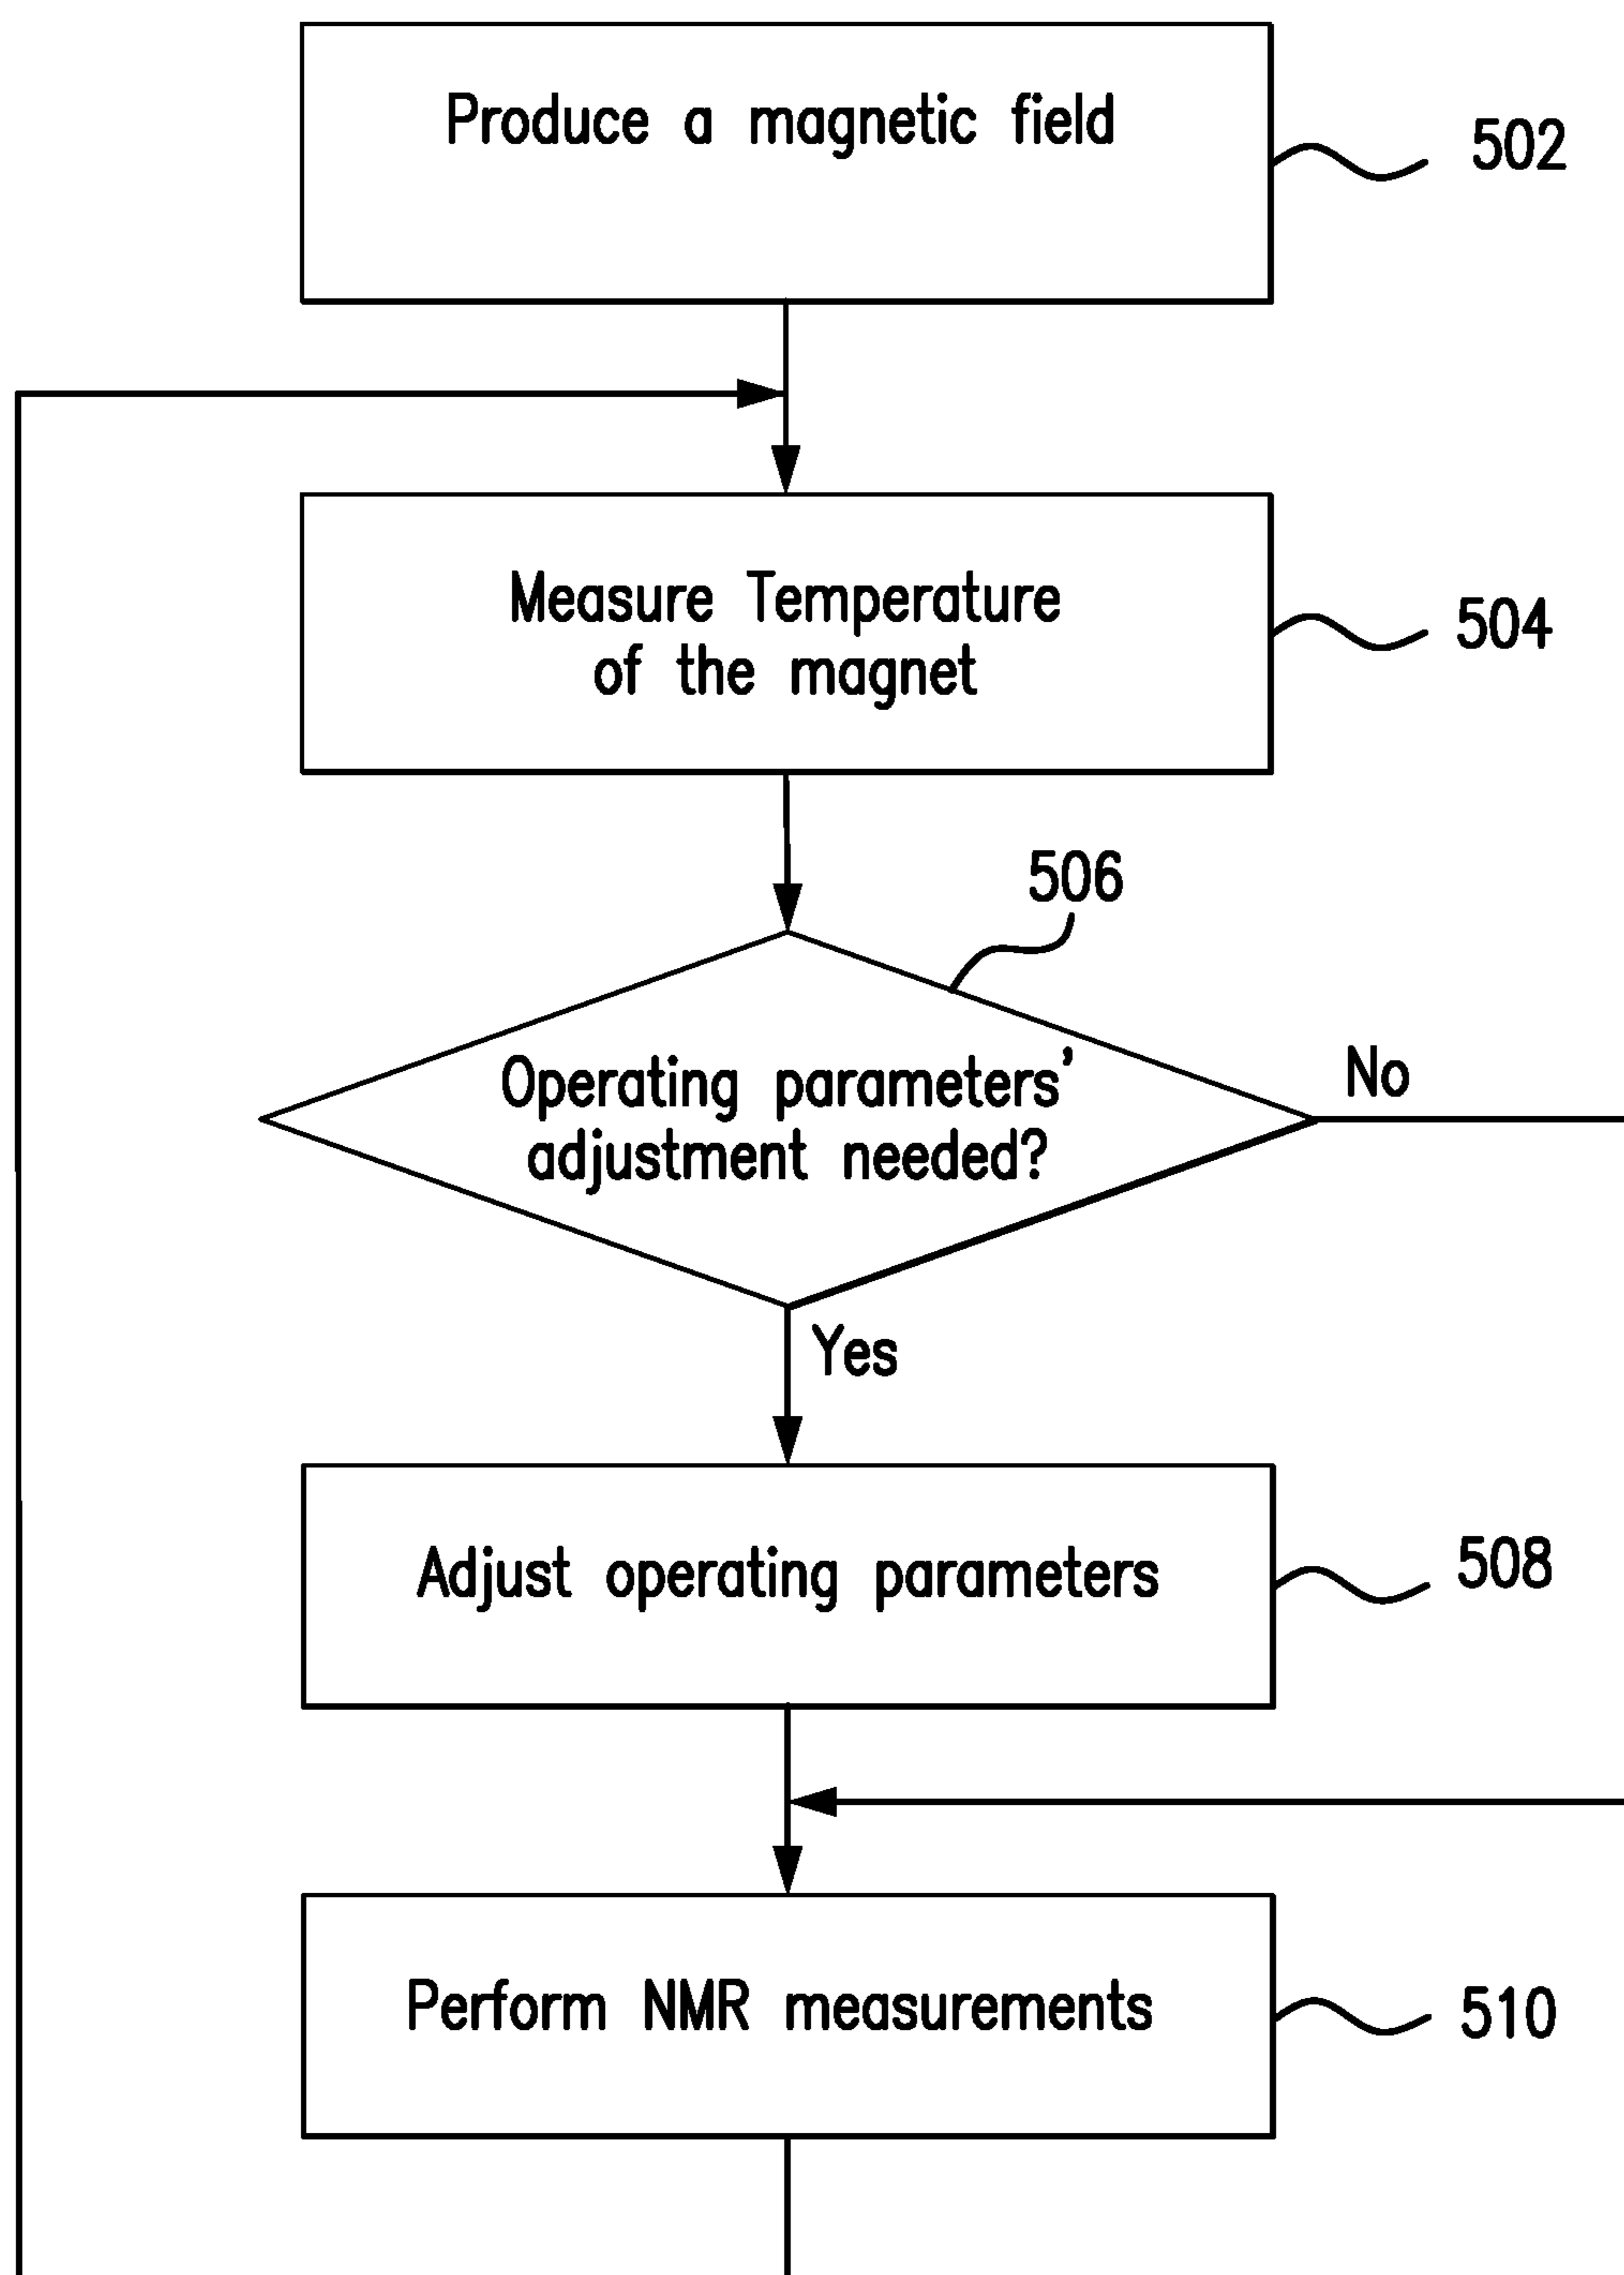 Produce a magnetic field
502
Measure Temperature
of the magnet
504
506
Operating parameters'
adjustment needed?
No
Yes
Adjust operating parameters
508
Perform NMR measurements
510